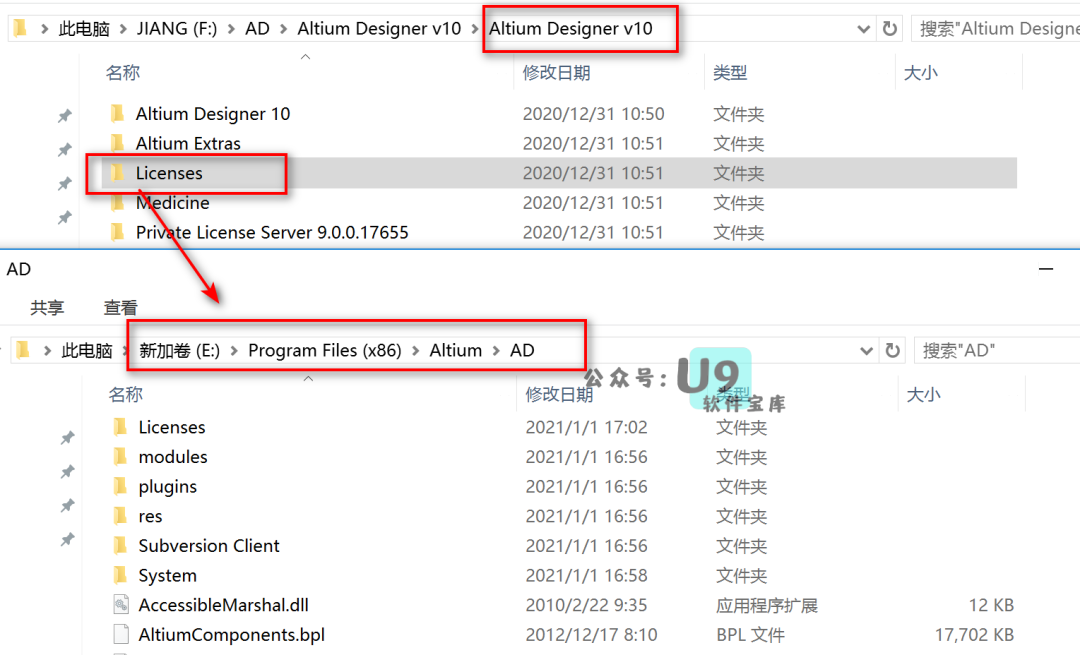 此电脑 > JIANG (F:) > AD > Altium Designer v10 > Altium Designer v10 搜索"Altium Designe
名称 修改日期 类型 大小
Altium Designer 10 2020/12/31 10:50 文件夹
Altium Extras 2020/12/31 10:51 文件夹
Licenses 2020/12/31 10:51 文件夹
Medicine 2020/12/31 10:51 文件夹
Private License Server 9.0.0.17655 2020/12/31 10:51 文件夹
AD
共享 查看
此电脑 > 新加卷 (E:) > Program Files (x86) > Altium > AD 搜索"AD"
公众号: U9
软件宝库
名称 修改日期 类型 大小
Licenses 2021/1/1 17:02 文件夹
modules 2021/1/1 16:56 文件夹
plugins 2021/1/1 16:56 文件夹
res 2021/1/1 16:56 文件夹
Subversion Client 2021/1/1 16:56 文件夹
System 2021/1/1 16:58 文件夹
AccessibleMarshal.dll 2010/2/22 9:35 应用程序扩展 12 KB
AltiumComponents.bpl 2012/12/17 8:10 BPL 文件 17,702 KB